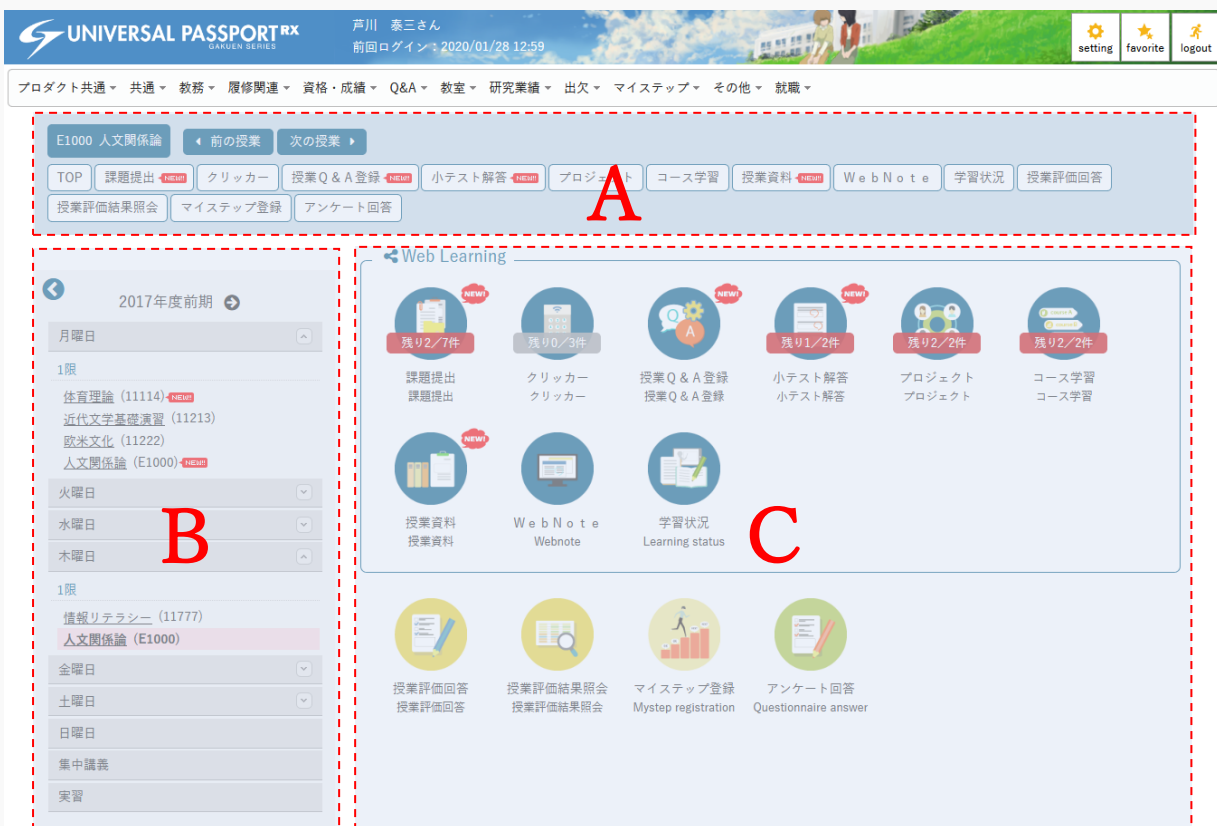 UNIVERSAL PASSPORT RX
GAKUEN SERIES
芦川 泰三さん
前回ログイン：2020/01/28 12:59
setting favorite logout
プロダクト共通 共通 教務 履修関連 資格・成績 Q&A 教室 研究業績 出欠 マイステップ その他 就職
E1000 人文関係論 前の授業 次の授業
TOP 課題提出 NEW!! クリッカー 授業Q＆A登録 NEW!! 小テスト解答 NEW!! プロジェクト コース学習 授業資料 NEW!! WebNote 学習状況 授業評価回答
授業評価結果照会 マイステップ登録 アンケート回答
A
2017年度前期
月曜日
1限
体育理論 (11114) NEW!!
近代文学基礎演習 (11213)
欧米文化 (11222)
人文関係論 (E1000) NEW!!
火曜日
水曜日
木曜日
1限
情報リテラシー (11777)
人文関係論 (E1000)
金曜日
土曜日
日曜日
集中講義
実習
B
Web Learning
NEW! NEW! NEW!
Q A
残り2／7件 残り0／3件 残り1／2件 残り2／2件 残り2／2件
課題提出 クリッカー 授業Q＆A登録 小テスト解答 プロジェクト コース学習
課題提出 クリッカー 授業Q＆A登録 小テスト解答 プロジェクト コース学習
NEW!
授業資料 WebNote 学習状況
授業資料 Webnote Learning status
C
授業評価回答 授業評価結果照会 マイステップ登録 アンケート回答
授業評価回答 授業評価結果照会 Mystep registration Questionnaire answer